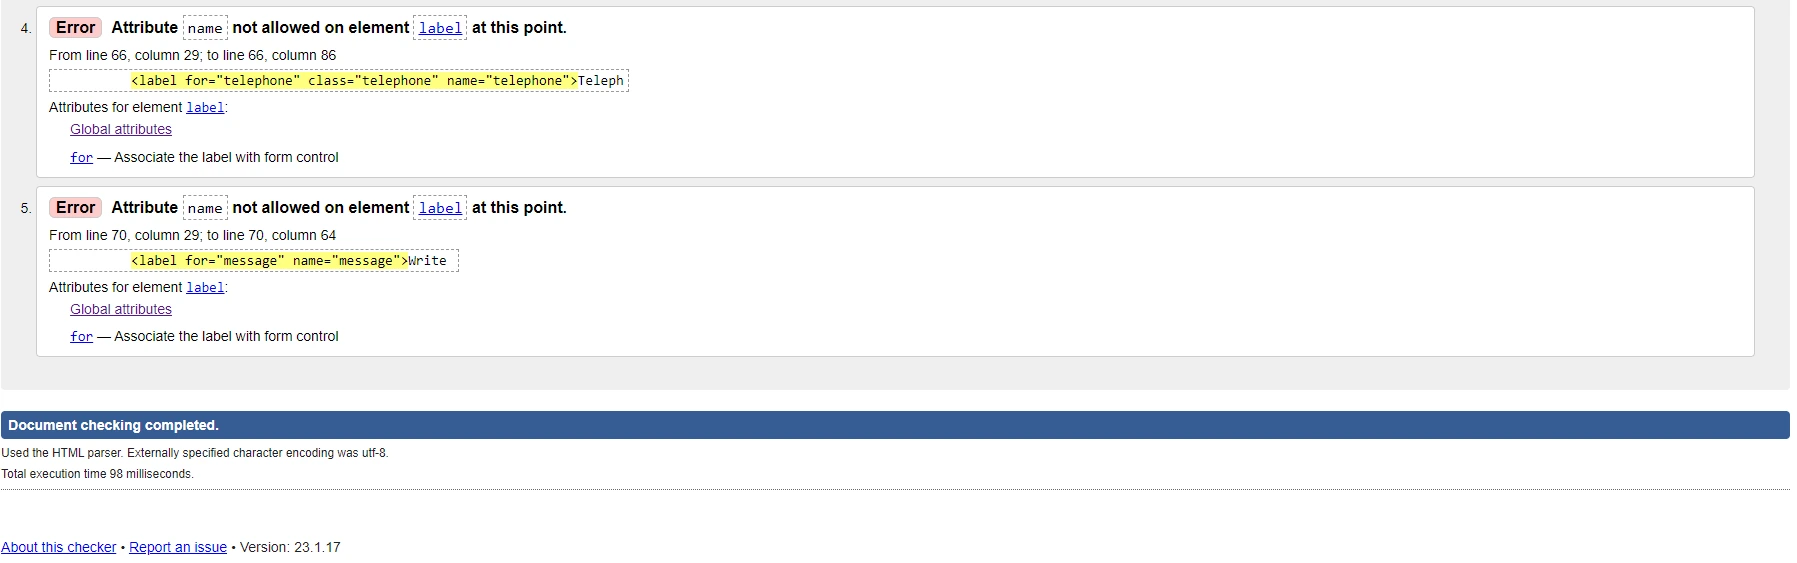 4. Error Attribute name not allowed on element label at this point.
From line 66, column 29; to line 66, column 86
<label for="telephone" class="telephone" name="telephone">Teleph
Attributes for element label:
Global attributes
for — Associate the label with form control
5. Error Attribute name not allowed on element label at this point.
From line 70, column 29; to line 70, column 64
<label for="message" name="message">Write
Attributes for element label:
Global attributes
for — Associate the label with form control
Document checking completed.
Used the HTML parser. Externally specified character encoding was utf-8.
Total execution time 98 milliseconds.
About this checker • Report an issue • Version: 23.1.17